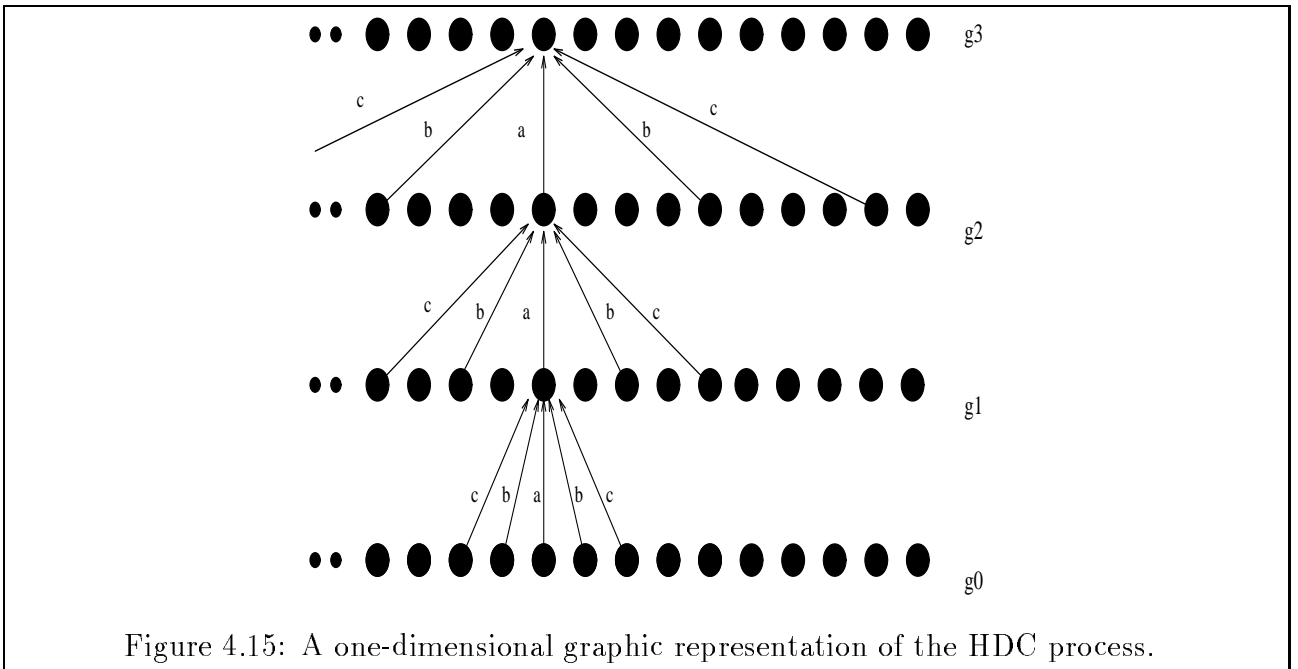 g3
c
b
a
b
c
g2
c
b
a
b
c
g1
c
b
a
b
c
g0
Figure 4.15: A one-dimensional graphic representation of the HDC process.